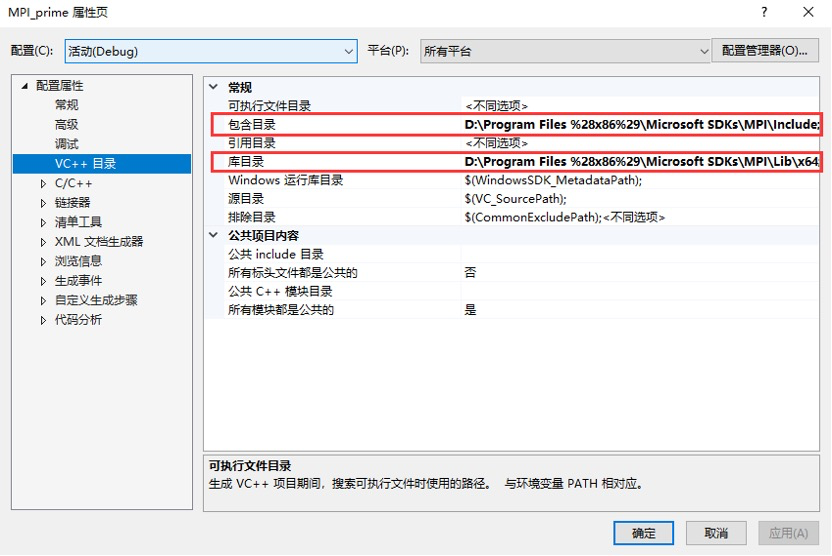 MPI_prime 属性页
? ×
配置(C): 活动(Debug) 平台(P): 所有平台 配置管理器(O)...
配置属性
常规
高级
调试
VC++ 目录
C/C++
链接器
清单工具
XML 文档生成器
浏览信息
生成事件
自定义生成步骤
代码分析
常规
可执行文件目录 <不同选项>
包含目录 D:\Program Files %28x86%29\Microsoft SDKs\MPI\Include;
引用目录 <不同选项>
库目录 D:\Program Files %28x86%29\Microsoft SDKs\MPI\Lib\x64;
Windows 运行库目录 $(WindowsSDK_MetadataPath);
源目录 $(VC_SourcePath);
排除目录 $(CommonExcludePath);<不同选项>
公共项目内容
公共 include 目录
所有标头文件都是公共的 否
公共 C++ 模块目录
所有模块都是公共的 是
可执行文件目录
生成 VC++ 项目期间，搜索可执行文件时使用的路径。 与环境变量 PATH 相对应。
确定 取消 应用(A)